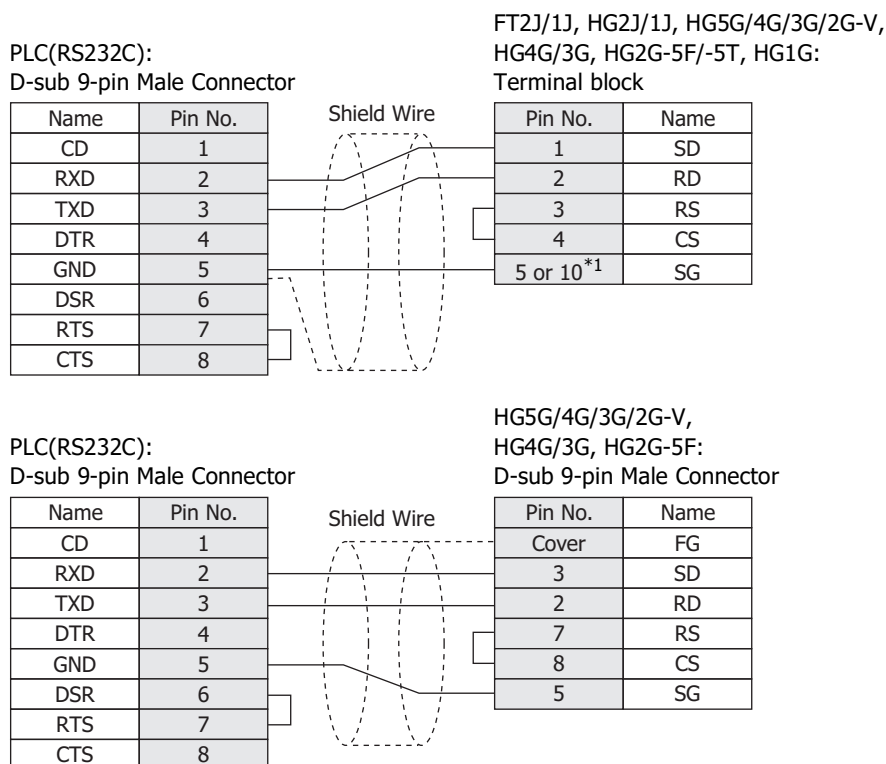 FT2J/1J, HG2J/1J, HG5G/4G/3G/2G-V,
PLC(RS232C): HG4G/3G, HG2G-5F/-5T, HG1G:
D-sub 9-pin Male Connector Terminal block
Name Pin No. Shield Wire Pin No. Name
CD 1 1 SD
RXD 2 2 RD
TXD 3 3 RS
DTR 4 4 CS
GND 5 5 or 10*1 SG
DSR 6
RTS 7
CTS 8
HG5G/4G/3G/2G-V,
PLC(RS232C): HG4G/3G, HG2G-5F:
D-sub 9-pin Male Connector D-sub 9-pin Male Connector
Name Pin No. Shield Wire Pin No. Name
CD 1 Cover FG
RXD 2 3 SD
TXD 3 2 RD
DTR 4 7 RS
GND 5 8 CS
DSR 6 5 SG
RTS 7
CTS 8